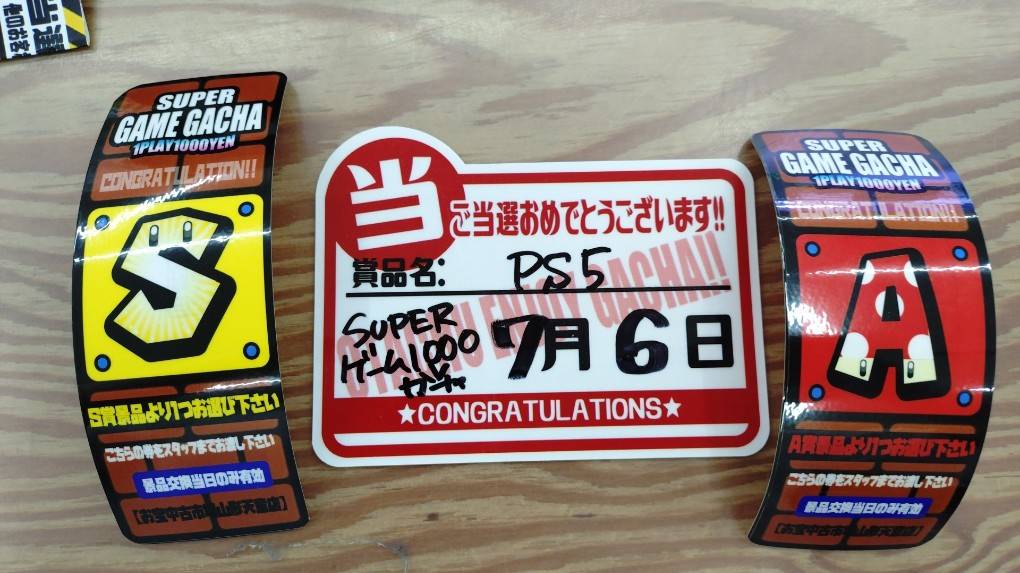 当選
他のお客
SUPER
GAME GACHA
1PLAY1000YEN
CONGRATULATION!!
S
S賞景品より1つお選び下さい
こちらの券をスタッフまでお渡し下さい
景品交換当日のみ有効
当
ご当選おめでとうございます!!
賞品名: PS5
SUPER
ゲーム1000
ガチャ
7月6日
ENJOY GACHA!!
★CONGRATULATIONS★
SUPER
GAME GACHA
1PLAY1000YEN
CONGRATULATION!!
A
A賞景品より1つお選び下さい
こちらの券をスタッフまでお渡し下さい
景品交換当日のみ有効